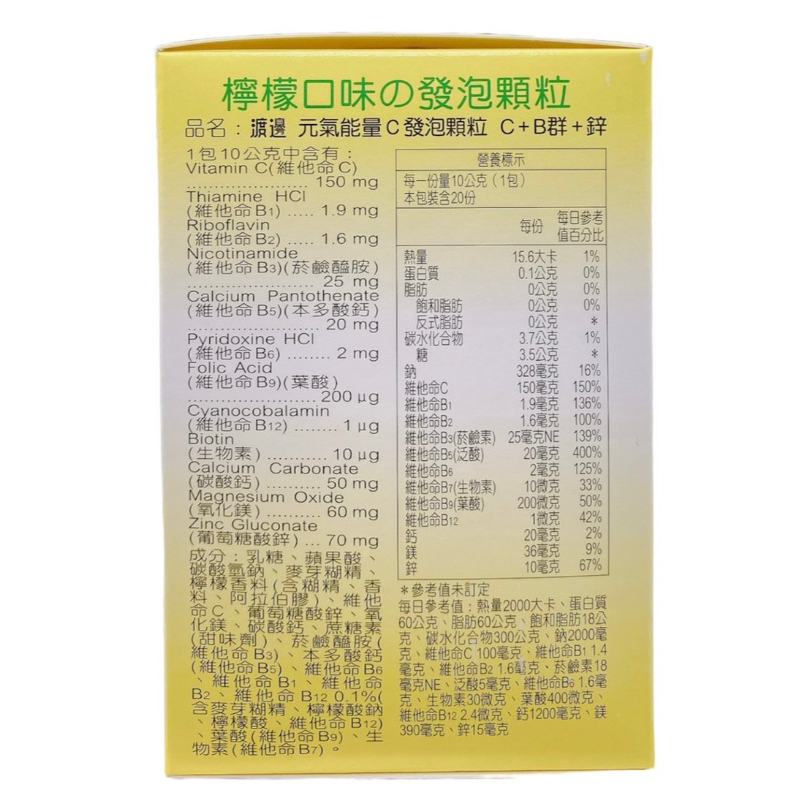 檸檬口味の發泡顆粒
品名：渡邊 元氣能量C發泡顆粒 C+B群+鋅
1包10公克中含有：
Vitamin C(維他命C)
..................... 150 mg
Thiamine HCl
(維他命B1) ..... 1.9 mg
Riboflavin
(維他命B2) ..... 1.6 mg
Nicotinamide
(維他命B3)(菸鹼醯胺)
....................... 25 mg
Calcium Pantothenate
(維他命B5)(本多酸鈣)
....................... 20 mg
Pyridoxine HCl
(維他命B6) ........ 2 mg
Folic Acid
(維他命B9)(葉酸)
...................... 200 μg
Cyanocobalamin
(維他命B12) ....... 1 μg
Biotin
(生物素) ........... 10 μg
Calcium Carbonate
(碳酸鈣) .......... 50 mg
Magnesium Oxide
(氧化鎂) .......... 60 mg
Zinc Gluconate
(葡萄糖酸鋅) ... 70 mg
成分：乳糖、蘋果酸、
碳酸氫鈉、麥芽糊精、
檸檬香料(含糊精、香
料、阿拉伯膠)、維他
命C、葡萄糖酸鋅、氧
化鎂、碳酸鈣、蔗糖素
(甜味劑)、菸鹼醯胺(
維他命B3)、本多酸鈣
(維他命B5)、維他命B6
、維他命B1、維他命
B2、維他命B12 0.1%(
含麥芽糊精、檸檬酸鈉
、檸檬酸、維他命B12)
、葉酸(維他命B9)、生
物素(維他命B7)。
營養標示
每一份量10公克（1包）
本包裝含20份
每份 每日參考值百分比
熱量 15.6大卡 1%
蛋白質 0.1公克 0%
脂肪 0公克 0%
飽和脂肪 0公克 0%
反式脂肪 0公克 *
碳水化合物 3.7公克 1%
糖 3.5公克 *
鈉 328毫克 16%
維他命C 150毫克 150%
維他命B1 1.9毫克 136%
維他命B2 1.6毫克 100%
維他命B3(菸鹼素) 25毫克NE 139%
維他命B5(泛酸) 20毫克 400%
維他命B6 2毫克 125%
維他命B7(生物素) 10微克 33%
維他命B9(葉酸) 200微克 50%
維他命B12 1微克 42%
鈣 20毫克 2%
鎂 36毫克 9%
鋅 10毫克 67%
*參考值未訂定
每日參考值：熱量2000大卡、蛋白質
60公克、脂肪60公克、飽和脂肪18公
克、碳水化合物300公克、鈉2000毫
克、維他命C 100毫克、維他命B1 1.4
毫克、維他命B2 1.6毫克、菸鹼素18
毫克NE、泛酸5毫克、維他命B6 1.6毫
克、生物素30微克、葉酸400微克、
維他命B12 2.4微克、鈣1200毫克、鎂
390毫克、鋅15毫克